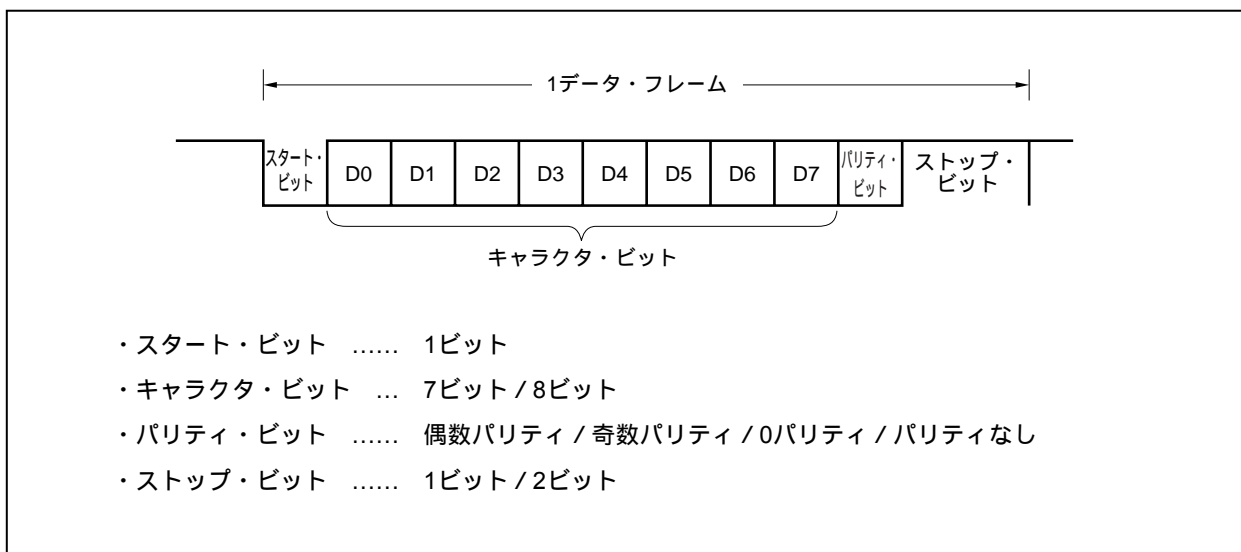 1データ・フレーム
スタート・
ビット
D0 D1 D2 D3 D4 D5 D6 D7
パリティ・
ビット
ストップ・
ビット
キャラクタ・ビット
・スタート・ビット …… 1ビット
・キャラクタ・ビット … 7ビット / 8ビット
・パリティ・ビット …… 偶数パリティ / 奇数パリティ / 0パリティ / パリティなし
・ストップ・ビット …… 1ビット / 2ビット